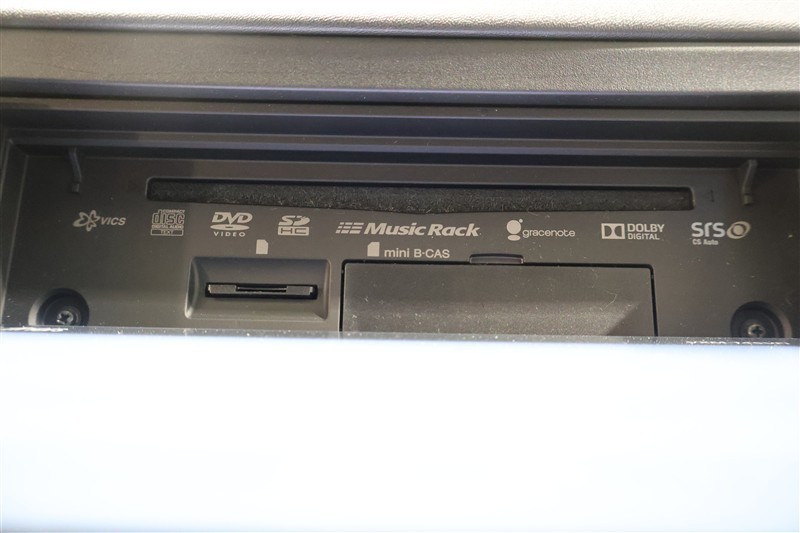 VICS
COMPACT
disc
DIGITAL AUDIO
TEXT
DVD
VIDEO
SD
HC
Music Rack
gracenote
DOLBY
DIGITAL
SRS
CS Auto
mini B-CAS